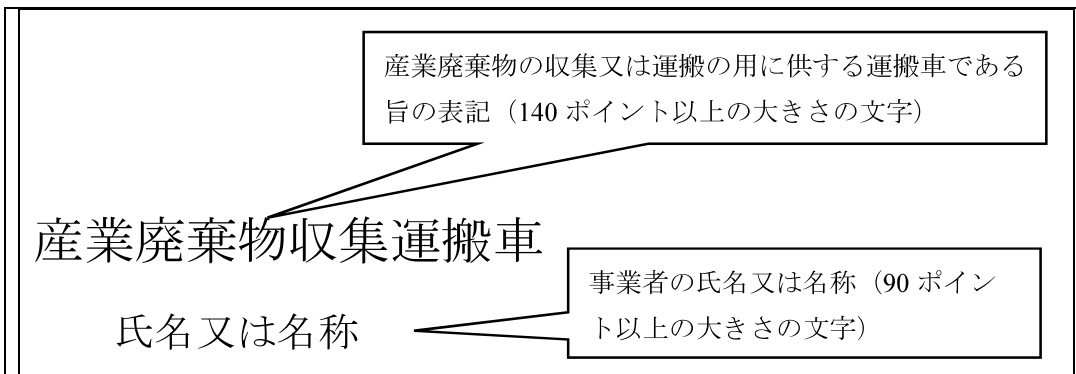 産業廃棄物の収集又は運搬の用に供する運搬車である
旨の表記（140 ポイント以上の大きさの文字）
産業廃棄物収集運搬車
事業者の氏名又は名称（90 ポイン
ト以上の大きさの文字）
氏名又は名称